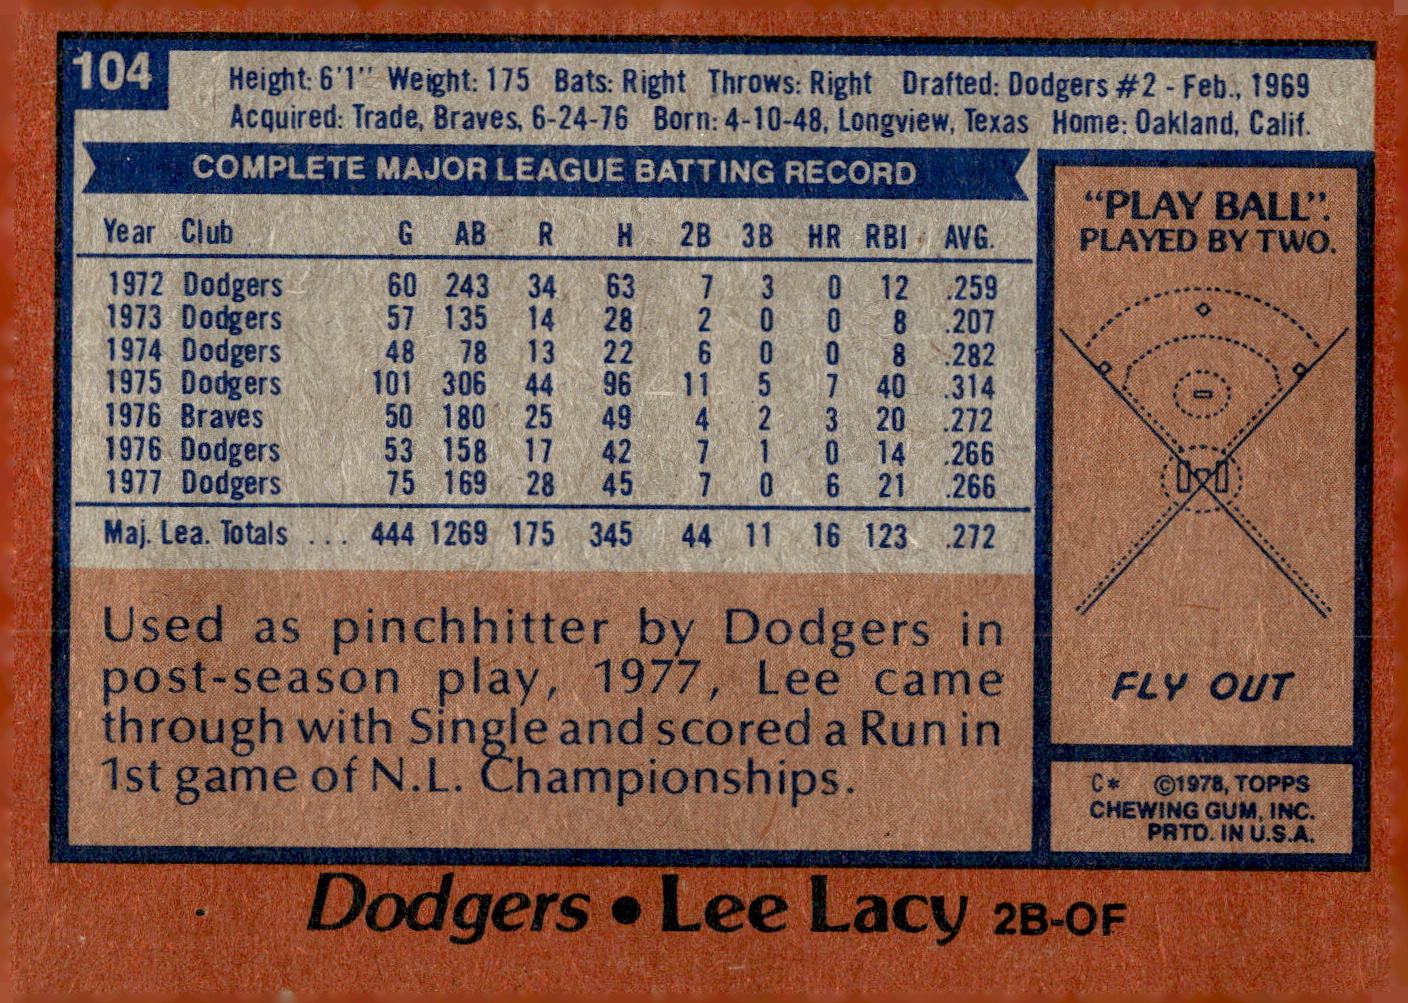 104
Height: 6'1" Weight: 175 Bats: Right Throws: Right Drafted: Dodgers #2 - Feb., 1969
Acquired: Trade, Braves, 6-24-76 Born: 4-10-48, Longview, Texas Home: Oakland, Calif.
COMPLETE MAJOR LEAGUE BATTING RECORD
Year Club G AB R H 2B 3B HR RBI AVG.
1972 Dodgers 60 243 34 63 7 3 0 12 .259
1973 Dodgers 57 135 14 28 2 0 0 8 .207
1974 Dodgers 48 78 13 22 6 0 0 8 .282
1975 Dodgers 101 306 44 96 11 5 7 40 .314
1976 Braves 50 180 25 49 4 2 3 20 .272
1976 Dodgers 53 158 17 42 7 1 0 14 .266
1977 Dodgers 75 169 28 45 7 0 6 21 .266
Maj. Lea. Totals ... 444 1269 175 345 44 11 16 123 .272
Used as pinchhitter by Dodgers in
post-season play, 1977, Lee came
through with Single and scored a Run in
1st game of N.L. Championships.
"PLAY BALL".
PLAYED BY TWO.
FLY OUT
C* ©1978, TOPPS
CHEWING GUM, INC.
PRTD. IN U.S.A.
Dodgers • Lee Lacy 2B-OF